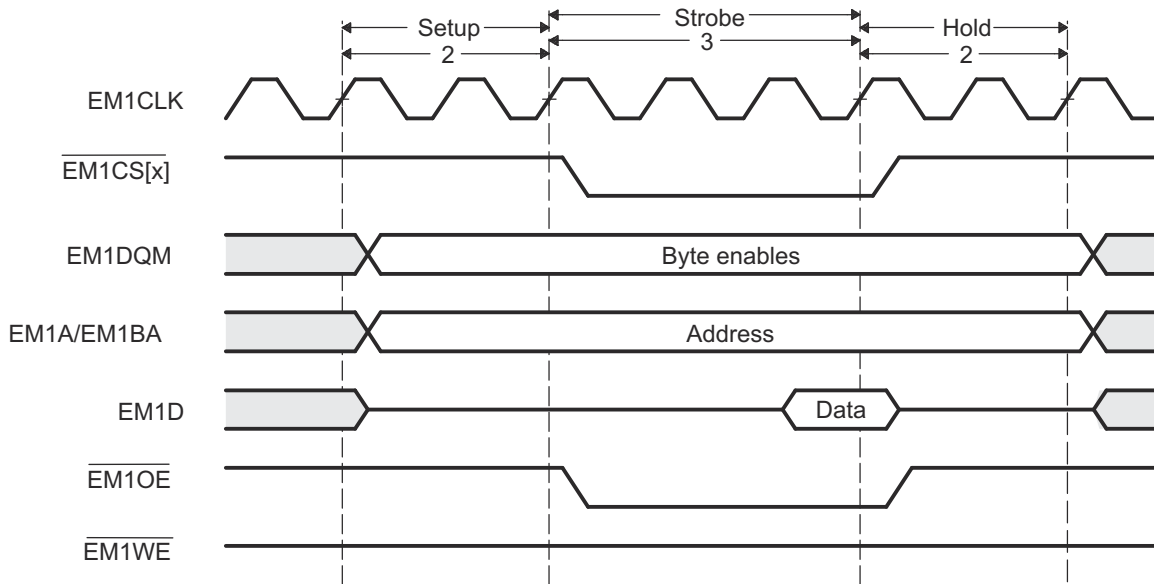 Setup
Strobe
Hold
2
3
2
EM1CLK
EM1CS[x]
EM1DQM
Byte enables
EM1A/EM1BA
Address
EM1D
Data
EM1OE
EM1WE